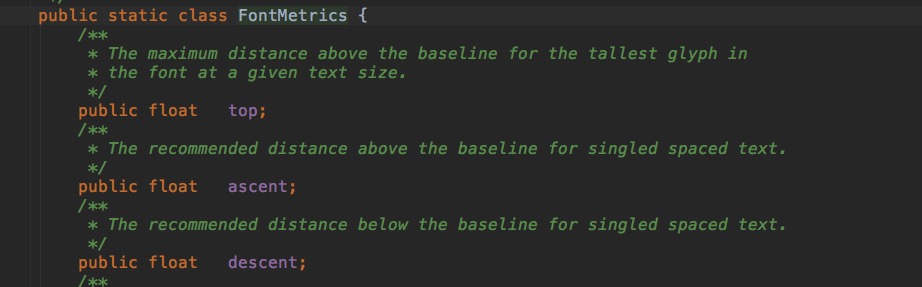 */
public static class FontMetrics {
/**
* The maximum distance above the baseline for the tallest glyph in
* the font at a given text size.
*/
public float   top;
/**
* The recommended distance above the baseline for singled spaced text.
*/
public float   ascent;
/**
* The recommended distance below the baseline for singled spaced text.
*/
public float   descent;
/**